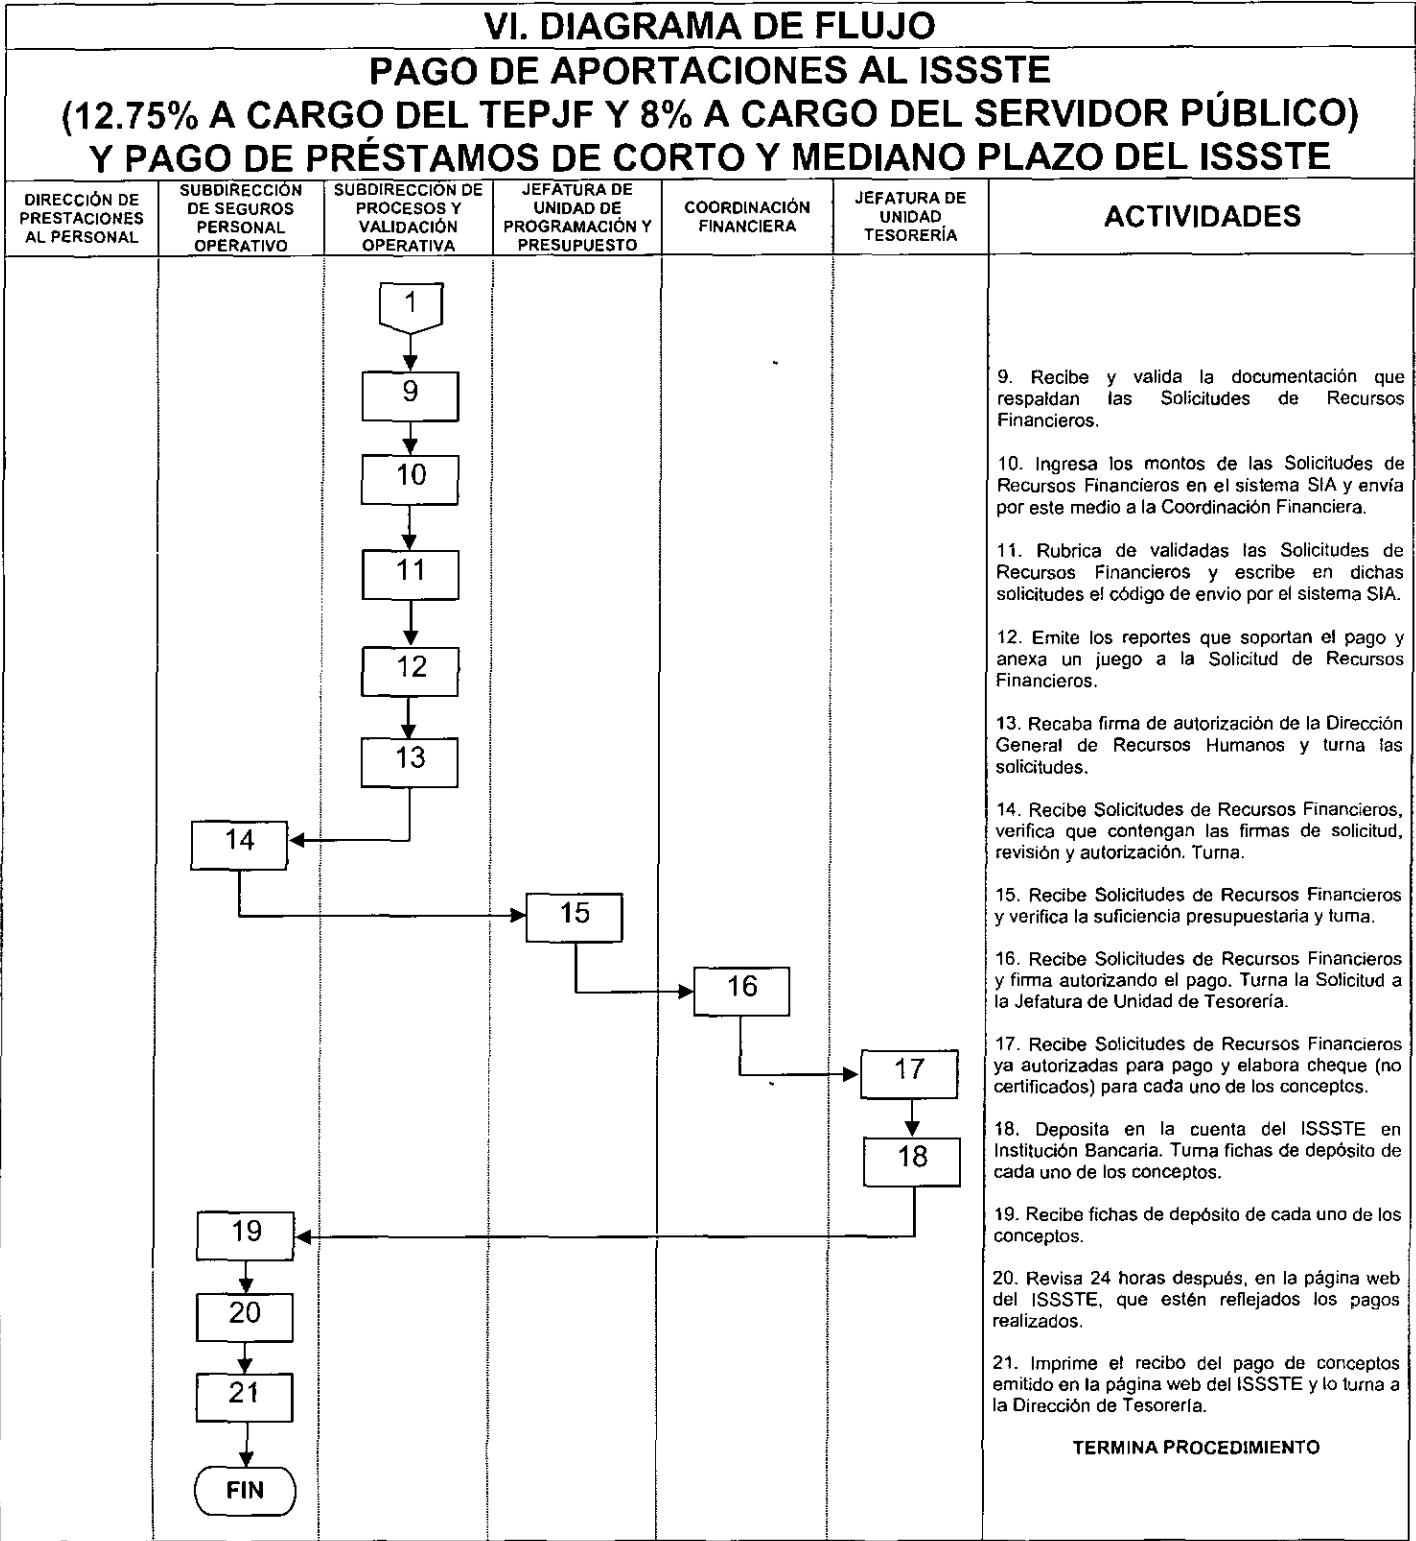 VI. DIAGRAMA DE FLUJO
PAGO DE APORTACIONES AL ISSSTE
(12.75% A CARGO DEL TEPJF Y 8% A CARGO DEL SERVIDOR PÚBLICO)
Y PAGO DE PRÉSTAMOS DE CORTO Y MEDIANO PLAZO DEL ISSSTE
DIRECCIÓN DE
PRESTACIONES
AL PERSONAL
SUBDIRECCIÓN
DE SEGUROS
PERSONAL
OPERATIVO
SUBDIRECCIÓN DE
PROCESOS Y
VALIDACIÓN
OPERATIVA
JEFATURA DE
UNIDAD DE
PROGRAMACIÓN Y
PRESUPUESTO
COORDINACIÓN
FINANCIERA
JEFATURA DE
UNIDAD
TESORERÍA
ACTIVIDADES
1
9
10
11
12
13
14
15
16
17
18
19
20
21
FIN
9. Recibe y valida la documentación que
respaldan las Solicitudes de Recursos
Financieros.
10. Ingresa los montos de las Solicitudes de
Recursos Financieros en el sistema SIA y envía
por este medio a la Coordinación Financiera.
11. Rubrica de validadas las Solicitudes de
Recursos Financieros y escribe en dichas
solicitudes el código de envio por el sistema SIA.
12. Emite los reportes que soportan el pago y
anexa un juego a la Solicitud de Recursos
Financieros.
13. Recaba firma de autorización de la Dirección
General de Recursos Humanos y turna las
solicitudes.
14. Recibe Solicitudes de Recursos Financieros,
verifica que contengan las firmas de solicitud,
revisión y autorización. Turna.
15. Recibe Solicitudes de Recursos Financieros
y verifica la suficiencia presupuestaria y turna.
16. Recibe Solicitudes de Recursos Financieros
y firma autorizando el pago. Turna la Solicitud a
la Jefatura de Unidad de Tesorería.
17. Recibe Solicitudes de Recursos Financieros
ya autorizadas para pago y elabora cheque (no
certificados) para cada uno de los conceptos.
18. Deposita en la cuenta del ISSSTE en
Institución Bancaria. Turna fichas de depósito de
cada uno de los conceptos.
19. Recibe fichas de depósito de cada uno de los
conceptos.
20. Revisa 24 horas después, en la página web
del ISSSTE, que estén reflejados los pagos
realizados.
21. Imprime el recibo del pago de conceptos
emitido en la página web del ISSSTE y lo turna a
la Dirección de Tesorería.
TERMINA PROCEDIMIENTO